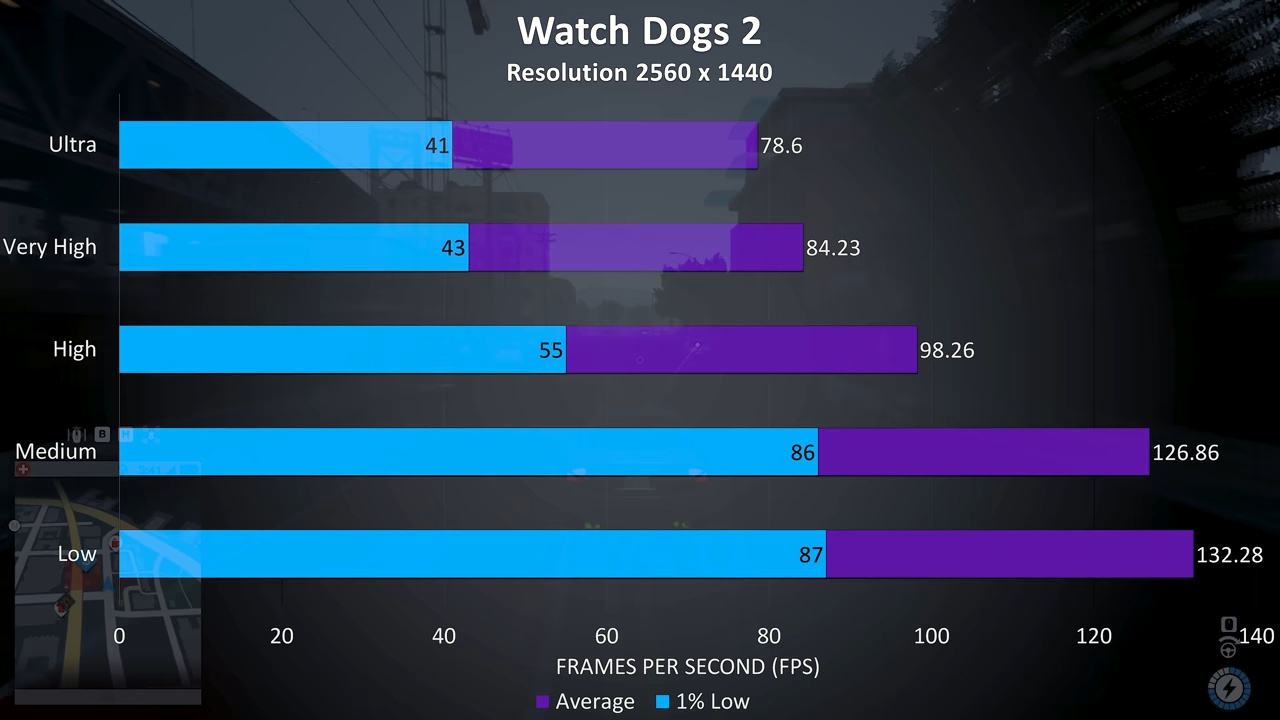 Watch Dogs 2
Resolution 2560 x 1440
Ultra 41 78.6
Very High 43 84.23
High 55 98.26
B H
Medium 86 126.86
3:41
Low 87 132.28
0 20 40 60 80 100 120 140
FRAMES PER SECOND (FPS)
Average 1% Low